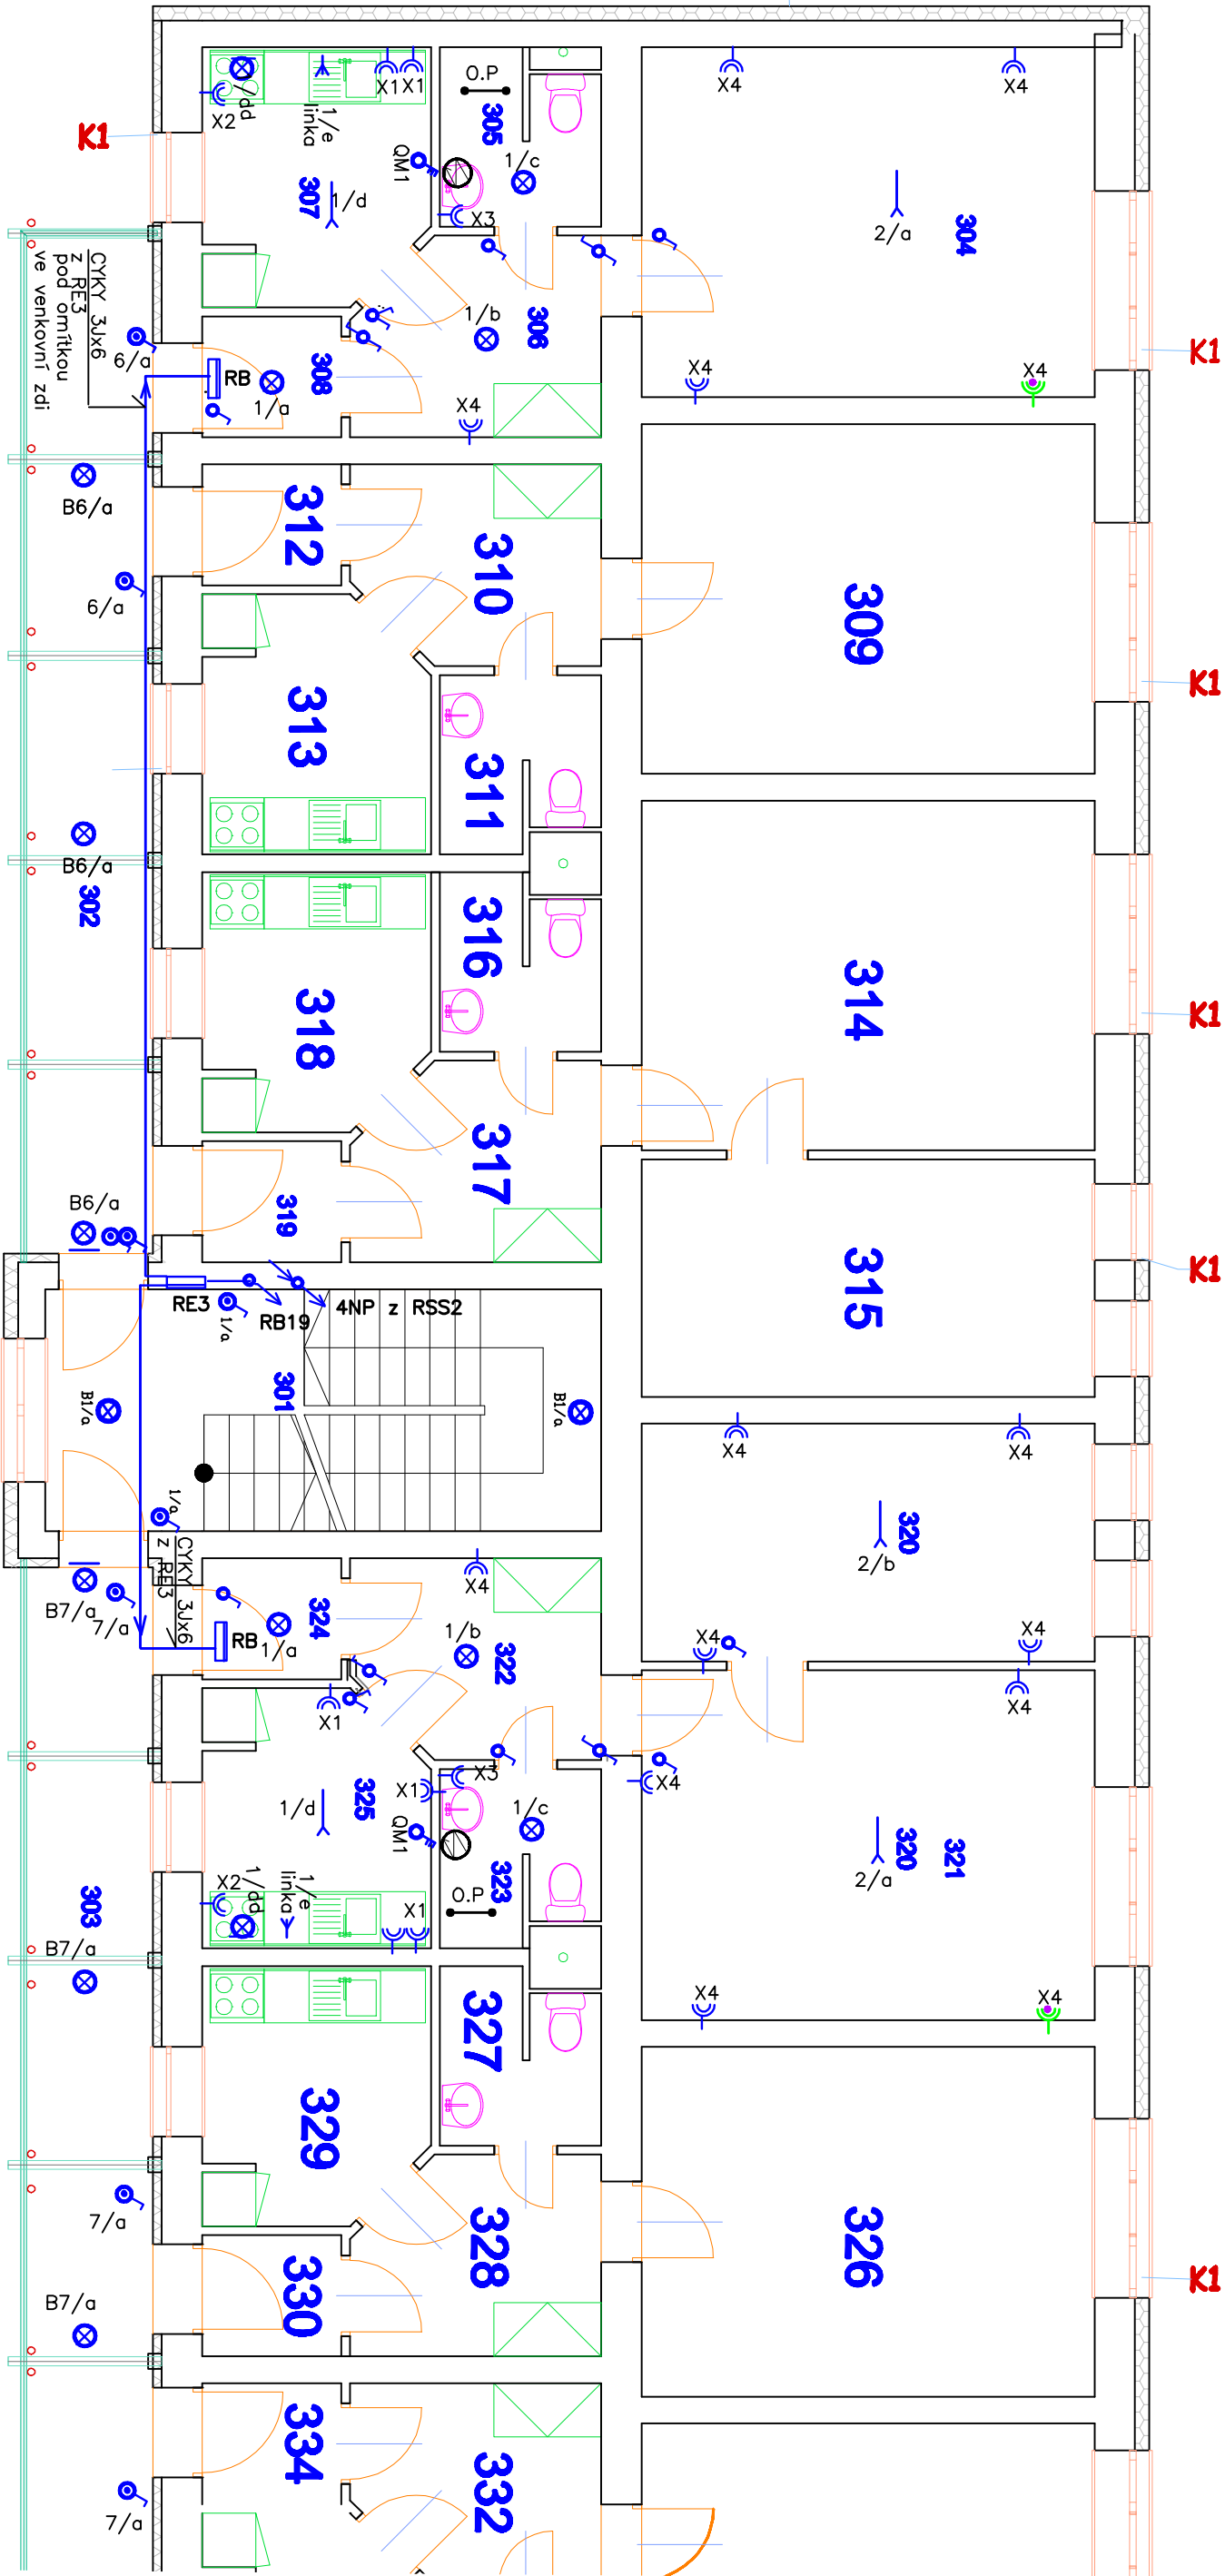 X4
X4
O.P
305
X1
X1
1/dd
1/e
linka
X2
K1
QM1
1/c
307
1/d
X3
2/a
304
CYKY 3Jx6
z RE3
pod omítkou
ve venkovní zdi
6/a
1/b
306
K1
308
RB
1/a
X4
X4
X4
B6/a
312
310
6/a
309
313
K1
311
B6/a
302
316
318
314
K1
317
319
B6/a
315
K1
RE3
1/a
RB19
4NP z RSS2
301
B1/a
B1/a
X4
X4
1/a
CYKY 3Jx6
z RE3
320
2/b
X4
B7/a
7/a
324
RB
1/a
1/b
322
X4
X4
X1
X4
X3
X1
X4
1/d
325
QM1
1/c
320
321
2/a
303
X2
1/dd
1/e
linka
O.P
323
X1
B7/a
X4
X4
327
329
7/a
328
326
K1
330
B7/a
334
332
7/a